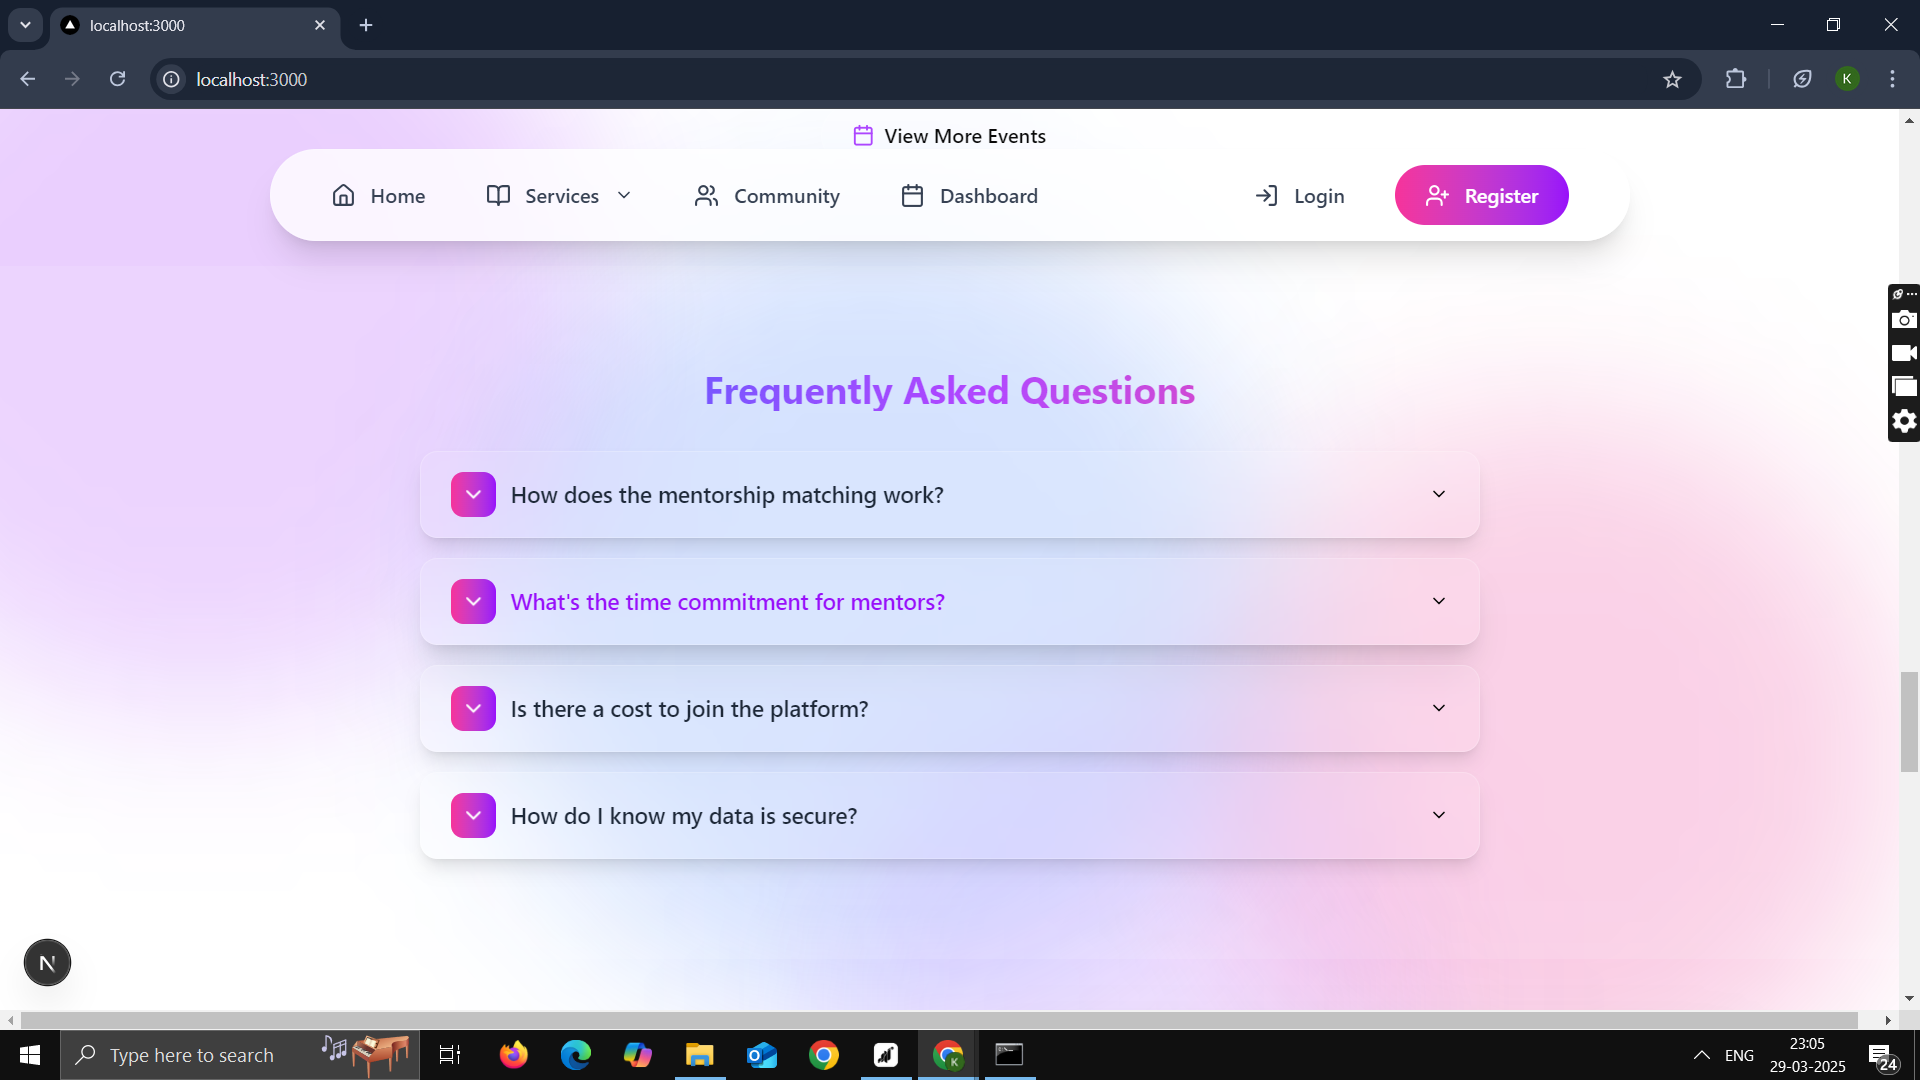 localhost:3000
localhost:3000
K
View More Events
Home Services Community Dashboard Login Register
Frequently Asked Questions
How does the mentorship matching work?
What's the time commitment for mentors?
Is there a cost to join the platform?
How do I know my data is secure?
N
Type here to search
K
ENG
23:05
29-03-2025
24